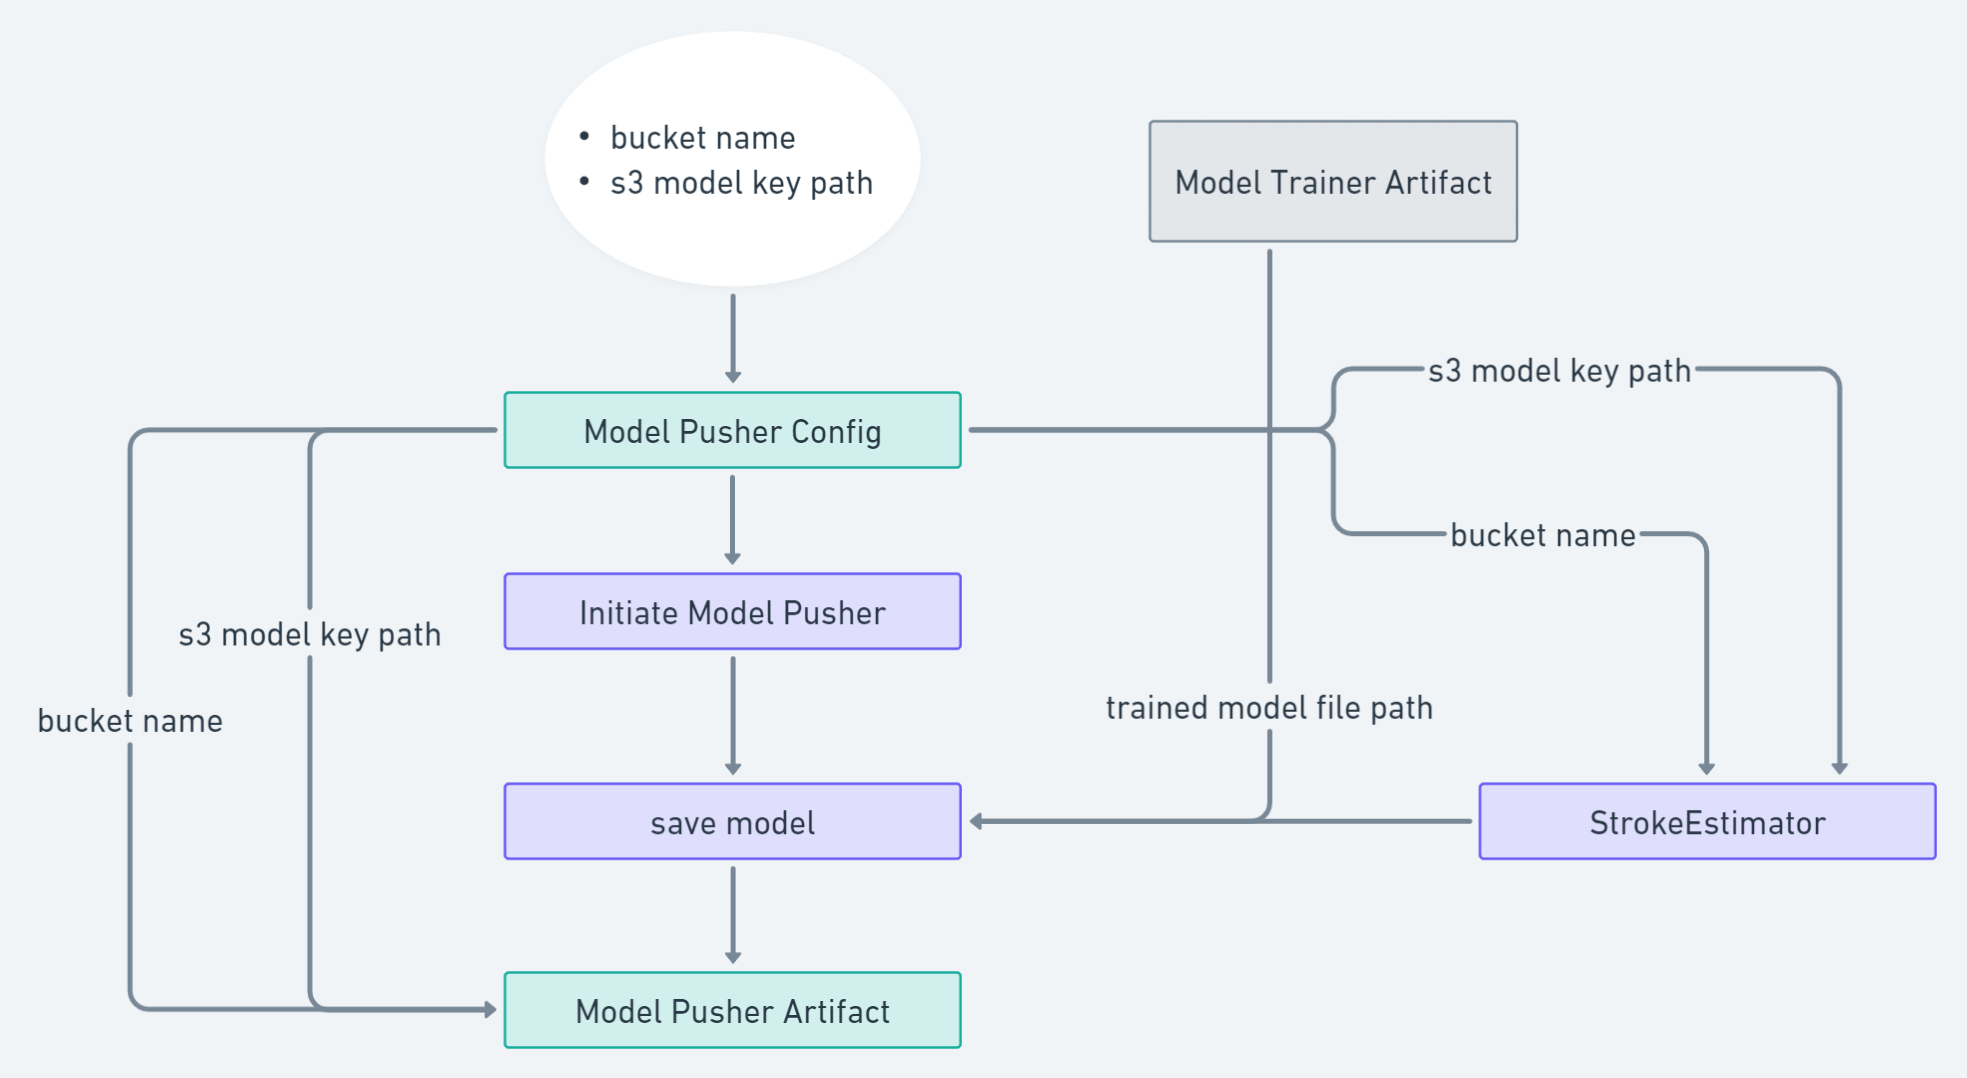 • bucket name
• s3 model key path
Model Trainer Artifact
s3 model key path
Model Pusher Config
bucket name
Initiate Model Pusher
s3 model key path
trained model file path
bucket name
save model
StrokeEstimator
Model Pusher Artifact